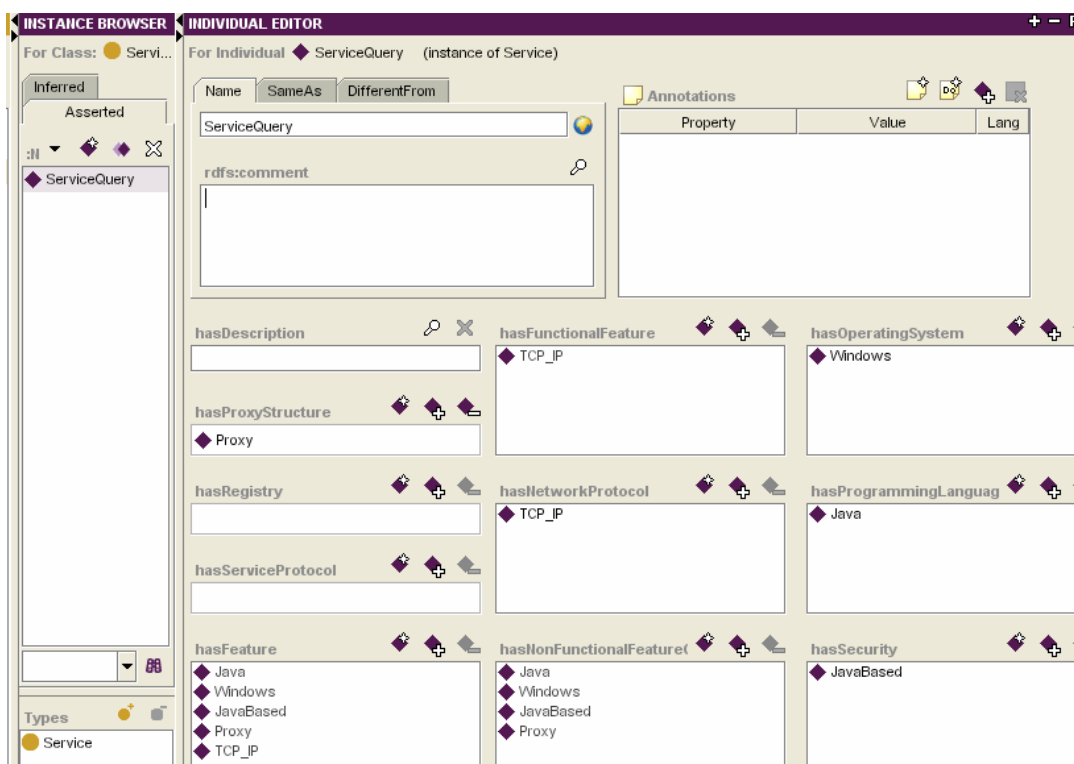 INSTANCE BROWSER
For Class: Servi...
Inferred
Asserted
:N
ServiceQuery
Types
Service
INDIVIDUAL EDITOR
For Individual ServiceQuery (instance of Service)
Name SameAs DifferentFrom
ServiceQuery
rdfs:comment
Annotations
Property Value Lang
hasDescription
hasProxyStructure
Proxy
hasRegistry
hasServiceProtocol
hasFeature
Java
Windows
JavaBased
Proxy
TCP_IP
hasFunctionalFeature
TCP_IP
hasNetworkProtocol
TCP_IP
hasNonFunctionalFeature(
Java
Windows
JavaBased
Proxy
hasOperatingSystem
Windows
hasProgrammingLanguag
Java
hasSecurity
JavaBased